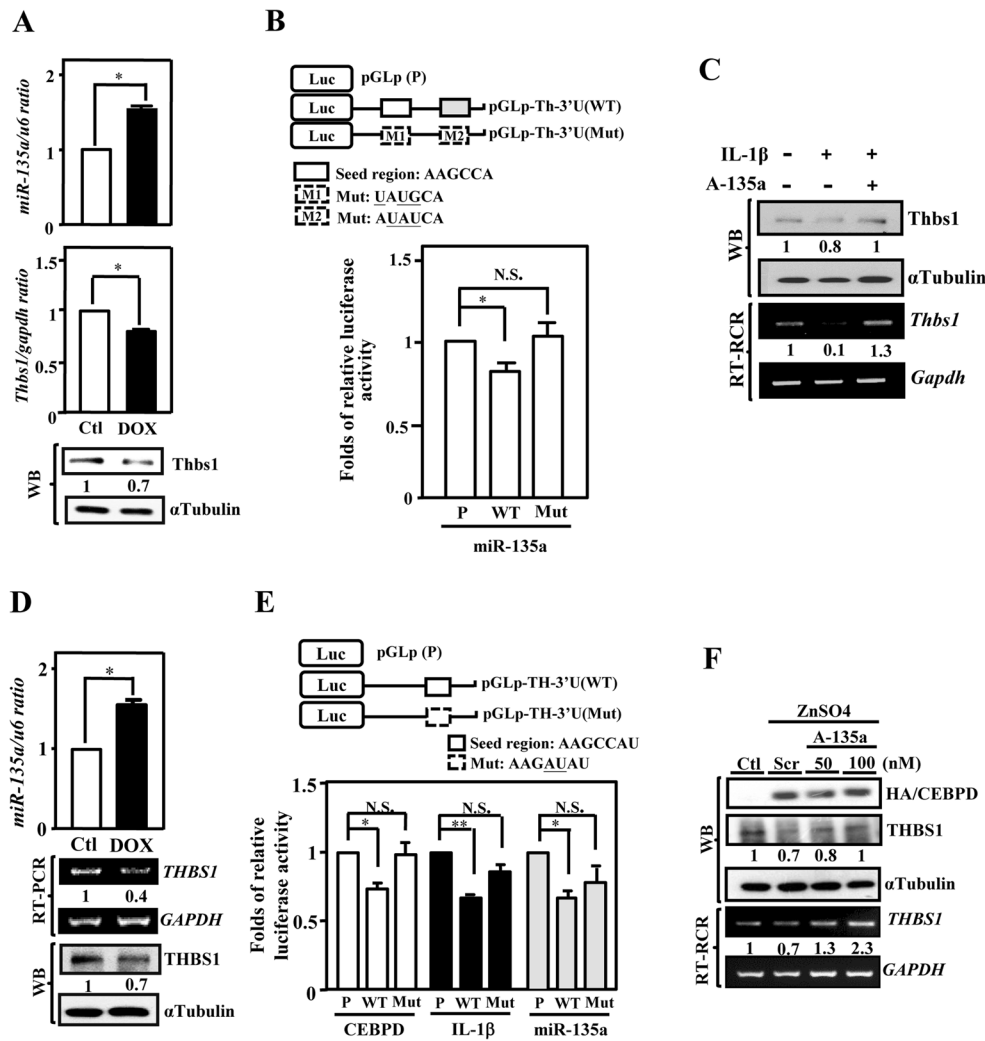 A
miR-135a/u6 ratio
2
1
0
*
Thbs1/gapdh ratio
1.5
1
0.5
0
*
Ctl DOX
WB
Thbs1
1 0.7
αTubulin
B
Luc pGLp (P)
Luc pGLp-Th-3'U(WT)
Luc M1 M2 pGLp-Th-3'U(Mut)
Seed region: AAGCCA
M1 Mut: UAUGCA
M2 Mut: AUAUCA
Folds of relative luciferase
activity
1.5
1
0.5
0
N.S.
*
P WT Mut
miR-135a
C
IL-1β - + +
A-135a - - +
WB
Thbs1
1 0.8 1
αTubulin
RT-RCR
Thbs1
1 0.1 1.3
Gapdh
D
miR-135a/u6 ratio
2
1
0
*
Ctl DOX
RT-PCR
THBS1
1 0.4
GAPDH
WB
THBS1
1 0.7
αTubulin
E
Luc pGLp (P)
Luc pGLp-TH-3'U(WT)
Luc pGLp-TH-3'U(Mut)
Seed region: AAGCCAU
Mut: AAGAUAU
Folds of relative
luciferase activity
1.5
1
0.5
0
N.S. N.S. N.S.
* ** *
P WT Mut P WT Mut P WT Mut
CEBPD IL-1β miR-135a
F
ZnSO4
A-135a
Ctl Scr 50 100 (nM)
WB
HA/CEBPD
THBS1
1 0.7 0.8 1
αTubulin
RT-RCR
THBS1
1 0.7 1.3 2.3
GAPDH